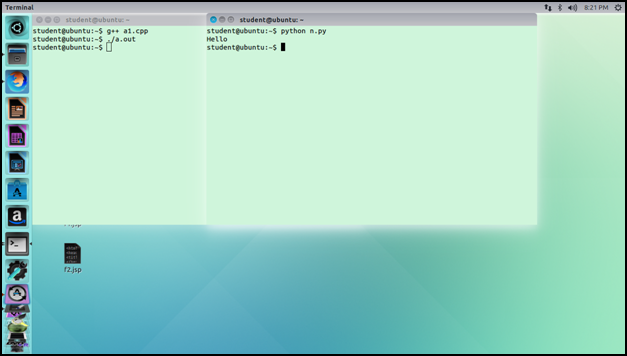 Terminal
8:21 PM
student@ubuntu: ~
student@ubuntu:~$ g++ a1.cpp
student@ubuntu:~$ ./a.out
student@ubuntu:~$
student@ubuntu: ~
student@ubuntu:~$ python n.py
Hello
student@ubuntu:~$
f2.jsp